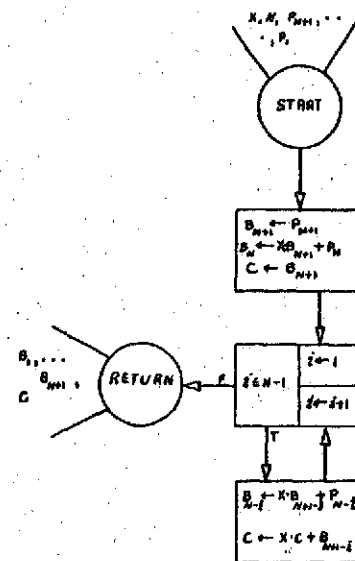 X, N, P_{N+1}, ..
., P,
START
B_{N+1} ← P_{N+1}
B_N ← X·B_{N+1} + P_N
C ← B_{N+1}
i ← 1
i ≤ N-1
i ← i+1
B_1, ...
B_{N+1},
C
RETURN
F
T
B_{N-i} ← X·B_{N+1-i} + P_{N-i}
C ← X·C + B_{N+1-i}